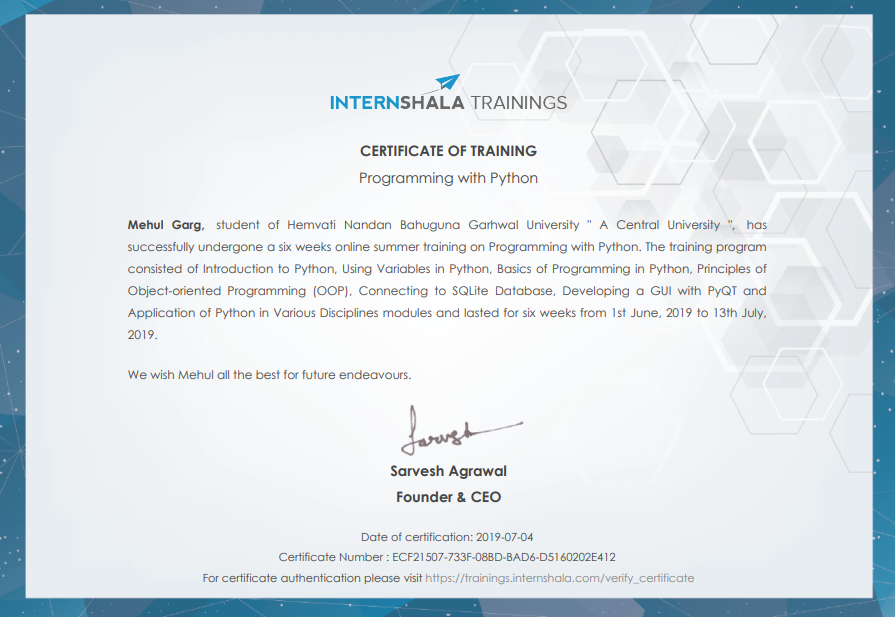 INTERNSHALA TRAININGS
CERTIFICATE OF TRAINING
Programming with Python
Mehul Garg, student of Hemvati Nandan Bahuguna Garhwal University " A Central University ", has
successfully undergone a six weeks online summer training on Programming with Python. The training program
consisted of Introduction to Python, Using Variables in Python, Basics of Programming in Python, Principles of
Object-oriented Programming (OOP), Connecting to SQLite Database, Developing a GUI with PyQT and
Application of Python in Various Disciplines modules and lasted for six weeks from 1st June, 2019 to 13th July,
2019.
We wish Mehul all the best for future endeavours.
Sarvesh
Sarvesh Agrawal
Founder & CEO
Date of certification: 2019-07-04
Certificate Number : ECF21507-733F-08BD-BAD6-D5160202E412
For certificate authentication please visit https://trainings.internshala.com/verify_certificate